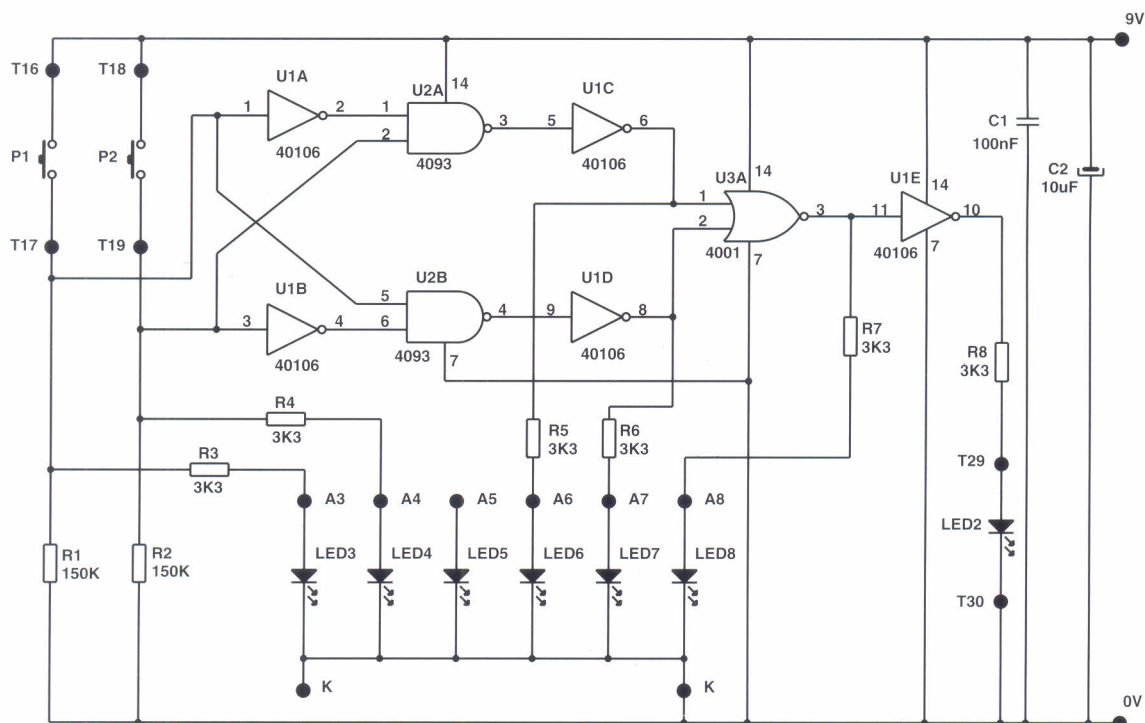 9V
T16
T18
P1
P2
T17
T19
U1A
1
2
40106
U2A
14
1
2
3
4093
U1C
5
6
40106
U1B
3
4
40106
U2B
5
6
4
7
4093
U1D
9
8
40106
U3A
14
1
2
3
4001
7
U1E
14
11
10
40106
7
C1
100nF
C2
10uF
R7
3K3
R8
3K3
R4
3K3
R3
3K3
R5
3K3
R6
3K3
A3
A4
A5
A6
A7
A8
T29
LED2
T30
LED3
LED4
LED5
LED6
LED7
LED8
R1
150K
R2
150K
K
K
0V